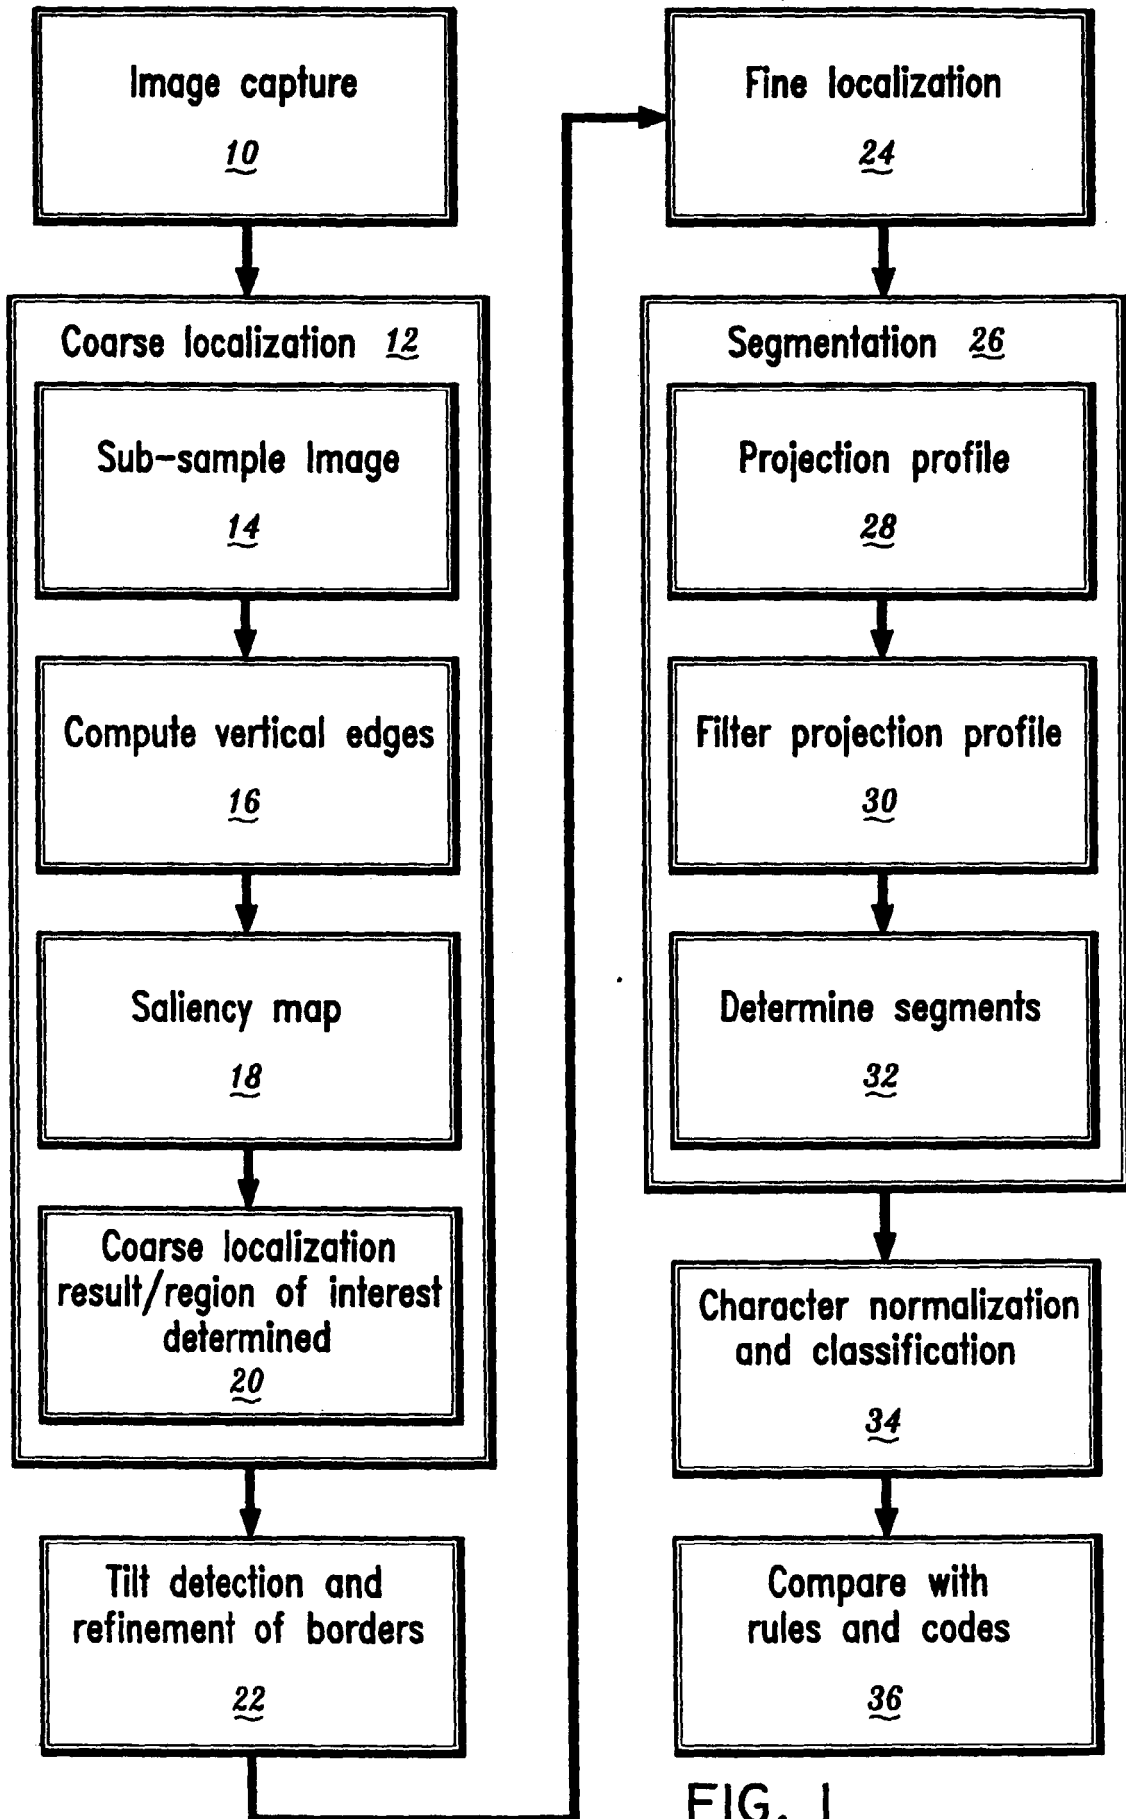 Image capture
10
Coarse localization 12
Sub-sample Image
14
Compute vertical edges
16
Saliency map
18
Coarse localization
result/region of interest
determined
20
Tilt detection and
refinement of borders
22
Fine localization
24
Segmentation 26
Projection profile
28
Filter projection profile
30
Determine segments
32
Character normalization
and classification
34
Compare with
rules and codes
36
FIG. 1